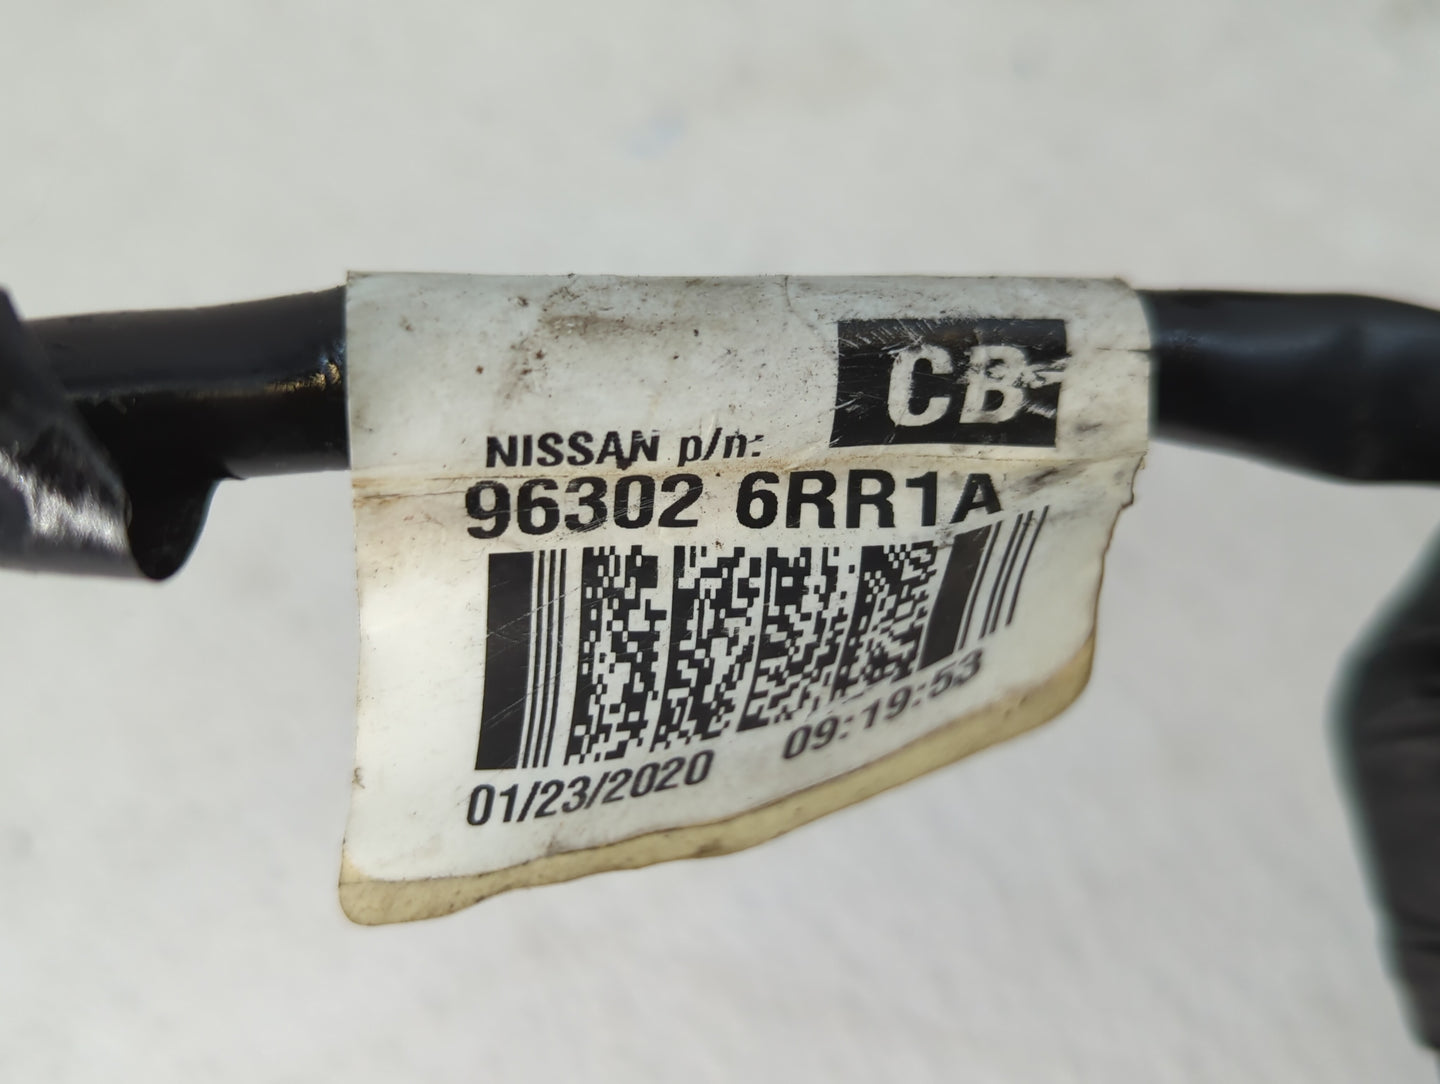 CB
NISSAN p/n:
96302 6RR1A
01/23/2020 09:19:53